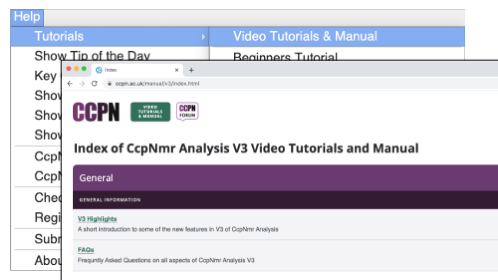 Help
Tutorials
Video Tutorials & Manual
Show Tip of the Day
Beginners Tutorial
Key
Index
ccpn.ac.uk/manual/v3/index.html
Show
CCPN
VIDEO
TUTORIALS
& MANUAL
CCPN
FORUM
Show
Show
Index of CcpNmr Analysis V3 Video Tutorials and Manual
CcpN
CcpN
General
Chec
GENERAL INFORMATION
Regi
V3 Highlights
A short introduction to some of the new features in V3 of CcpNmr Analysis
Subr
Abou
FAQs
Frequntly Asked Questions on all aspects of CcpNmr Analysis V3